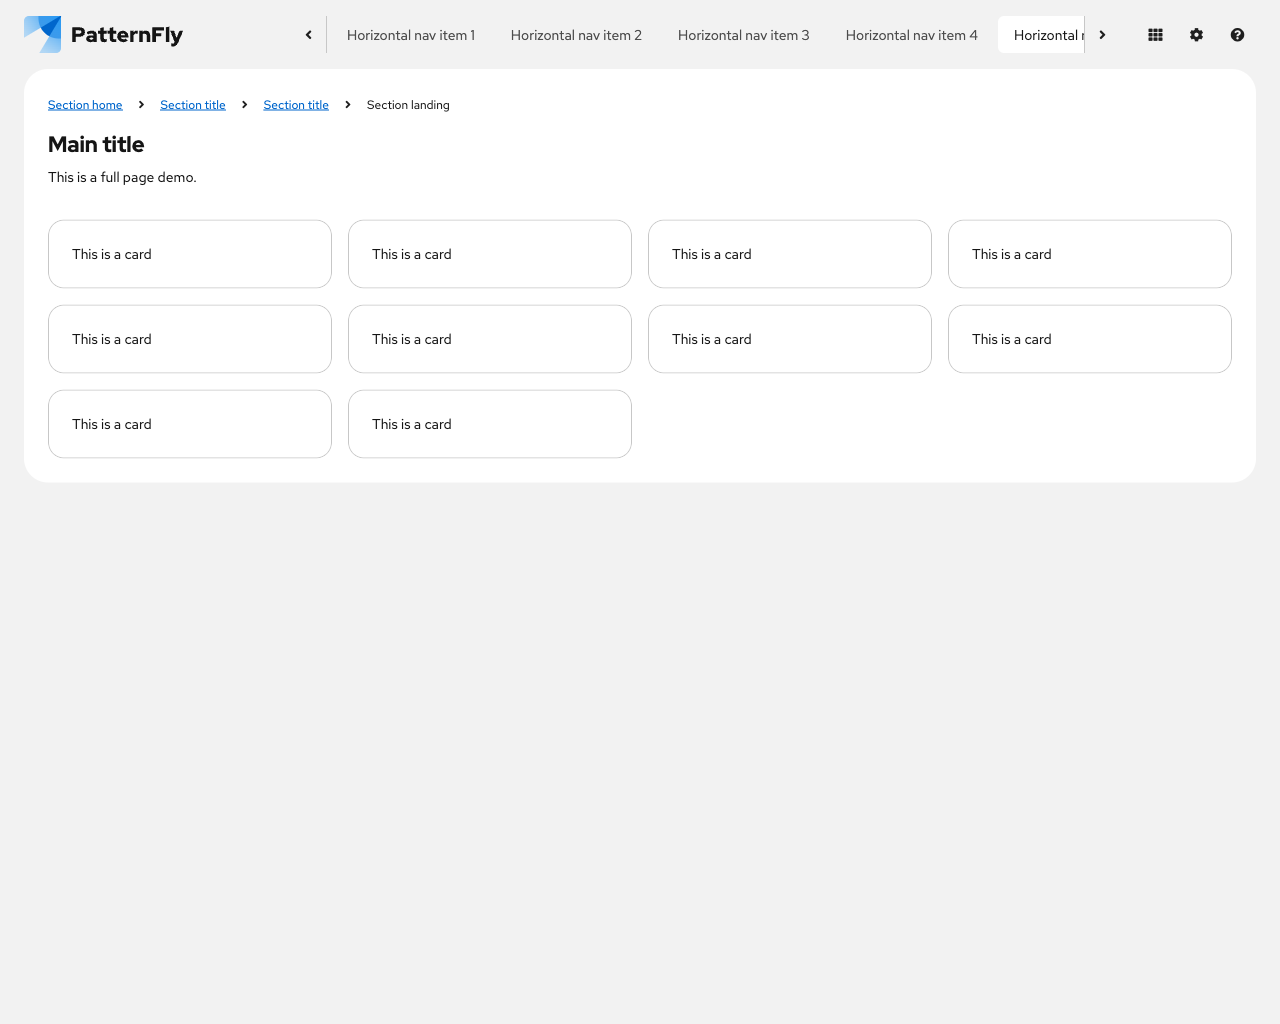 PatternFly
Horizontal nav item 1 Horizontal nav item 2 Horizontal nav item 3 Horizontal nav item 4 Horizontal
Section home Section title Section title Section landing
Main title
This is a full page demo.
This is a card This is a card This is a card This is a card
This is a card This is a card This is a card This is a card
This is a card This is a card